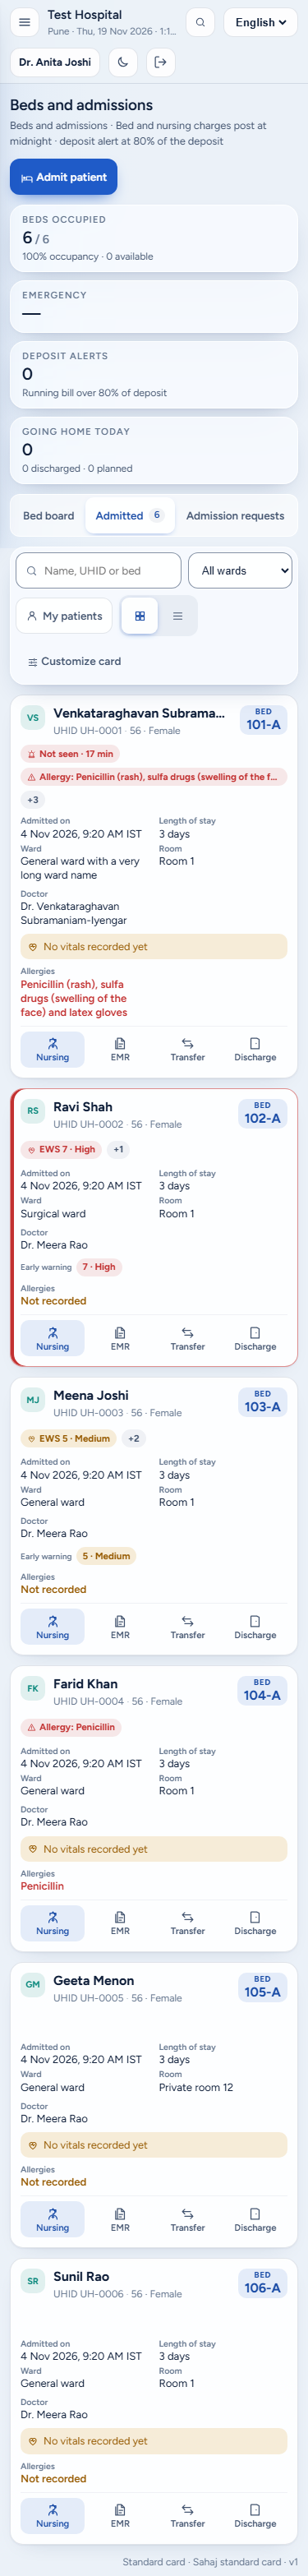 Test Hospital
Pune · Thu, 19 Nov 2026 · 1:1...
English
Dr. Anita Joshi
Beds and admissions
Beds and admissions · Bed and nursing charges post at
midnight · deposit alert at 80% of the deposit
Admit patient
BEDS OCCUPIED
6 / 6
100% occupancy · 0 available
EMERGENCY
—
DEPOSIT ALERTS
0
Running bill over 80% of deposit
GOING HOME TODAY
0
0 discharged · 0 planned
Bed board Admitted 6 Admission requests
Name, UHID or bed All wards
My patients
Customize card
VS Venkataraghavan Subrama... BED
UHID UH-0001 · 56 · Female 101-A
Not seen · 17 min
Allergy: Penicillin (rash), sulfa drugs (swelling of the f...
+3
Admitted on Length of stay
4 Nov 2026, 9:20 AM IST 3 days
Ward Room
General ward with a very Room 1
long ward name
Doctor
Dr. Venkataraghavan
Subramaniam-Iyengar
No vitals recorded yet
Allergies
Penicillin (rash), sulfa
drugs (swelling of the
face) and latex gloves
Nursing EMR Transfer Discharge
RS Ravi Shah BED
UHID UH-0002 · 56 · Female 102-A
EWS 7 · High +1
Admitted on Length of stay
4 Nov 2026, 9:20 AM IST 3 days
Ward Room
Surgical ward Room 1
Doctor
Dr. Meera Rao
Early warning 7 · High
Allergies
Not recorded
Nursing EMR Transfer Discharge
MJ Meena Joshi BED
UHID UH-0003 · 56 · Female 103-A
EWS 5 · Medium +2
Admitted on Length of stay
4 Nov 2026, 9:20 AM IST 3 days
Ward Room
General ward Room 1
Doctor
Dr. Meera Rao
Early warning 5 · Medium
Allergies
Not recorded
Nursing EMR Transfer Discharge
FK Farid Khan BED
UHID UH-0004 · 56 · Female 104-A
Allergy: Penicillin
Admitted on Length of stay
4 Nov 2026, 9:20 AM IST 3 days
Ward Room
General ward Room 1
Doctor
Dr. Meera Rao
No vitals recorded yet
Allergies
Penicillin
Nursing EMR Transfer Discharge
GM Geeta Menon BED
UHID UH-0005 · 56 · Female 105-A
Admitted on Length of stay
4 Nov 2026, 9:20 AM IST 3 days
Ward Room
General ward Private room 12
Doctor
Dr. Meera Rao
No vitals recorded yet
Allergies
Not recorded
Nursing EMR Transfer Discharge
SR Sunil Rao BED
UHID UH-0006 · 56 · Female 106-A
Admitted on Length of stay
4 Nov 2026, 9:20 AM IST 3 days
Ward Room
General ward Room 1
Doctor
Dr. Meera Rao
No vitals recorded yet
Allergies
Not recorded
Nursing EMR Transfer Discharge
Standard card · Sahaj standard card · v1